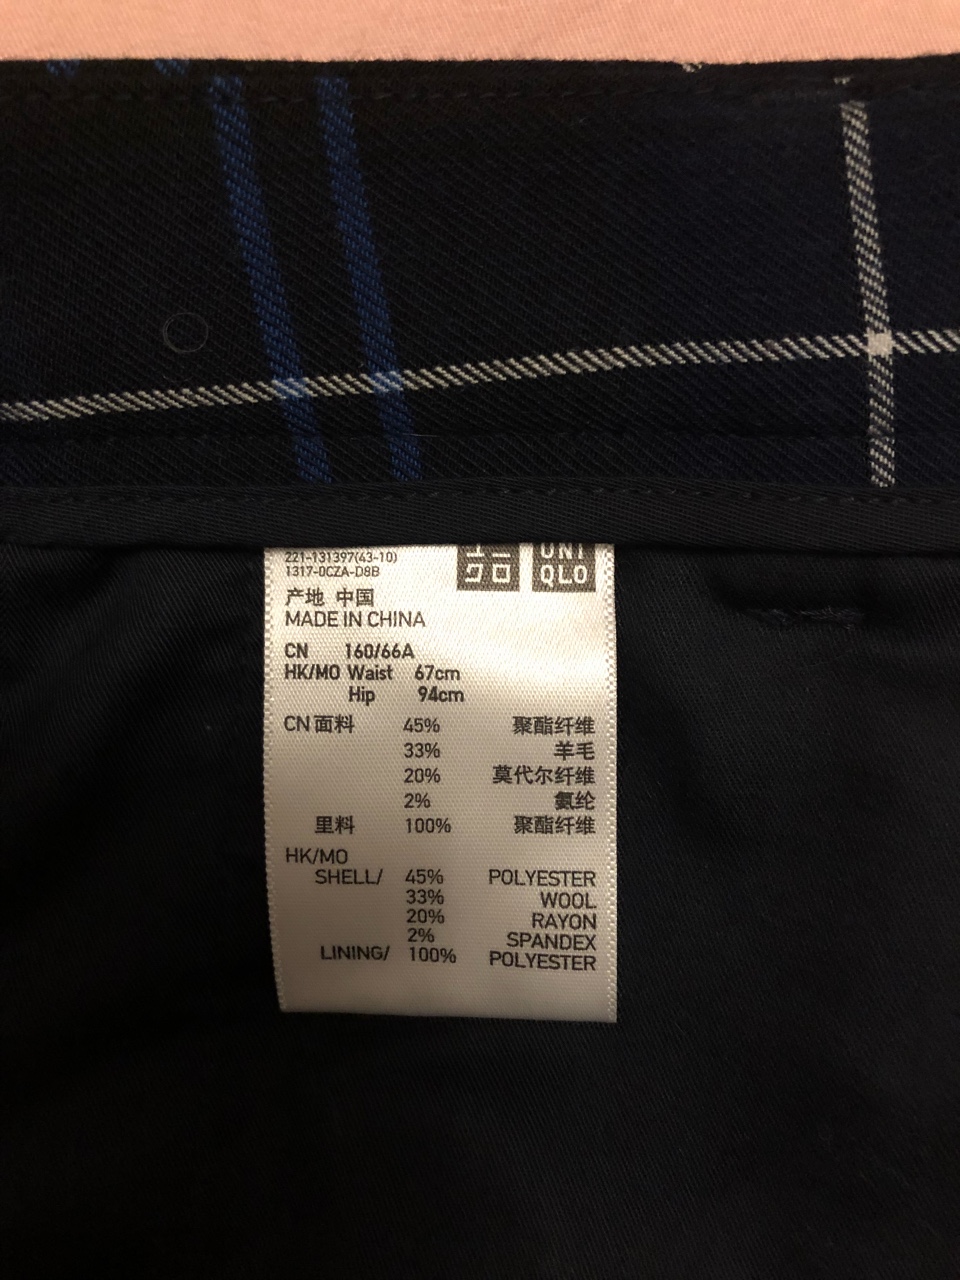 221-131397(43-10)
1317-0CZA-D8B
ユニ
クロ
UNI
QLO
产地 中国
MADE IN CHINA
CN 160/66A
HK/MO Waist 67cm
Hip 94cm
CN 面料 45% 聚酯纤维
33% 羊毛
20% 莫代尔纤维
2% 氨纶
里料 100% 聚酯纤维
HK/MO
SHELL/ 45% POLYESTER
33% WOOL
20% RAYON
2% SPANDEX
LINING/ 100% POLYESTER